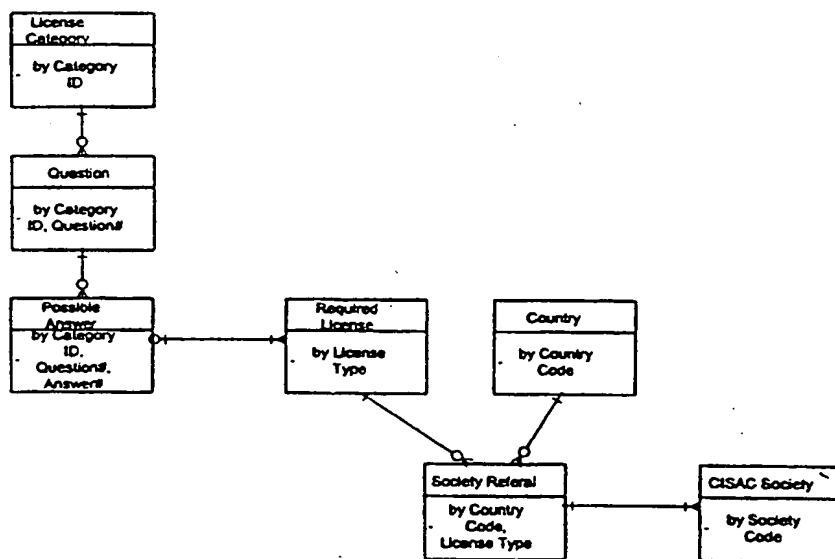 License
Category
by Category
ID
Question
by Category
ID, Question#
Possible
Answer
by Category
ID,
Question#,
Answer#
Required
License
by License
Type
Country
by Country
Code
Society Referal
by Country
Code,
License Type
CISAC Society
by Society
Code